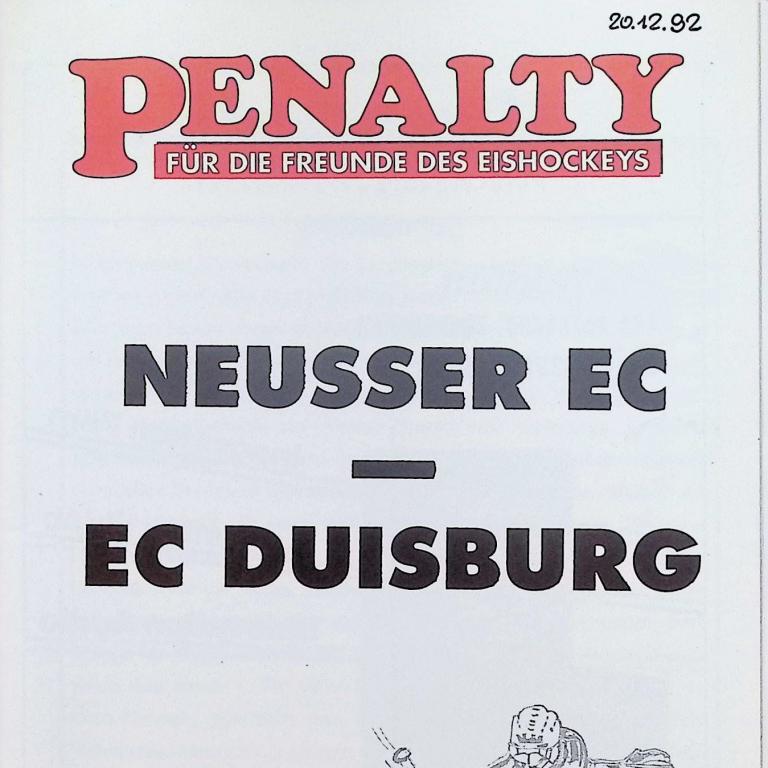 20.12.92
PENALTY
FÜR DIE FREUNDE DES EISHOCKEYS
NEUSSER EC
—
EC DUISBURG